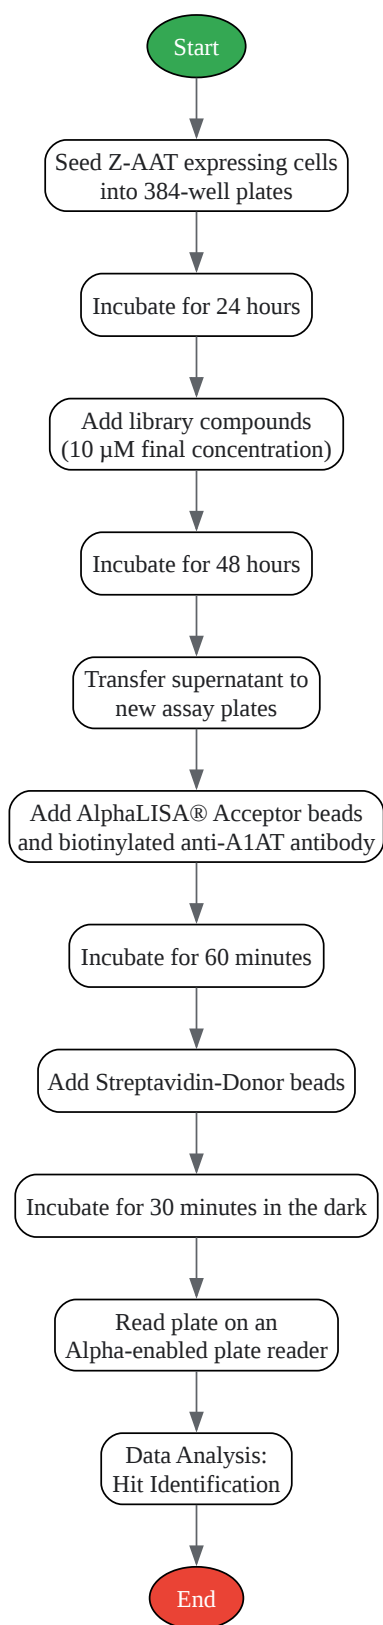 Start
Seed Z-AAT expressing cells
into 384-well plates
Incubate for 24 hours
Add library compounds
(10 µM final concentration)
Incubate for 48 hours
Transfer supernatant to
new assay plates
Add AlphaLISA® Acceptor beads
and biotinylated anti-A1AT antibody
Incubate for 60 minutes
Add Streptavidin-Donor beads
Incubate for 30 minutes in the dark
Read plate on an
Alpha-enabled plate reader
Data Analysis:
Hit Identification
End